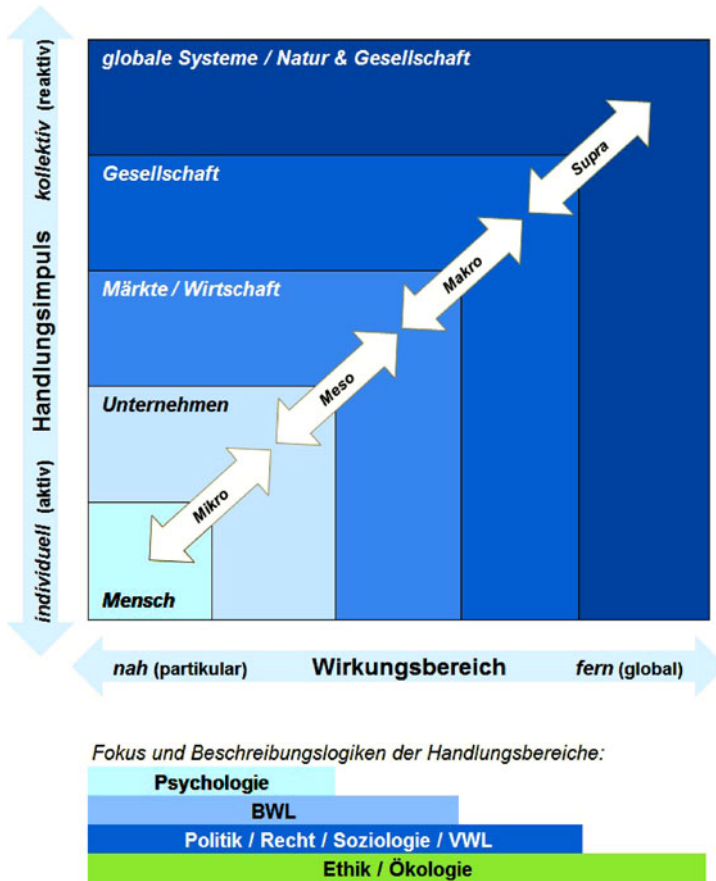 kollektiv (reaktiv)
Handlungsimpuls
individuell (aktiv)
globale Systeme / Natur & Gesellschaft
Supra
Gesellschaft
Makro
Märkte / Wirtschaft
Meso
Unternehmen
Mikro
Mensch
nah (partikular) Wirkungsbereich fern (global)
Fokus und Beschreibungslogiken der Handlungsbereiche:
Psychologie
BWL
Politik / Recht / Soziologie / VWL
Ethik / Ökologie